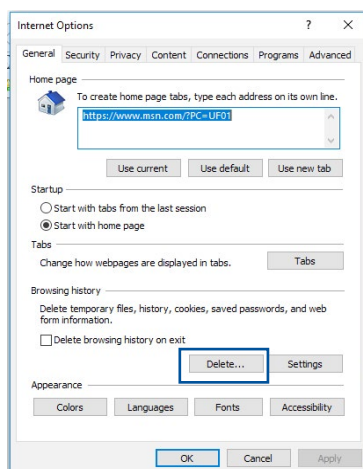 Internet Options ? X
General Security Privacy Content Connections Programs Advanced
Home page
To create home page tabs, type each address on its own line.
https://www.msn.com/?PC=UF01
Use current Use default Use new tab
Startup
Start with tabs from the last session
Start with home page
Tabs
Change how webpages are displayed in tabs. Tabs
Browsing history
Delete temporary files, history, cookies, saved passwords, and web
form information.
Delete browsing history on exit
Delete... Settings
Appearance
Colors Languages Fonts Accessibility
OK Cancel Apply